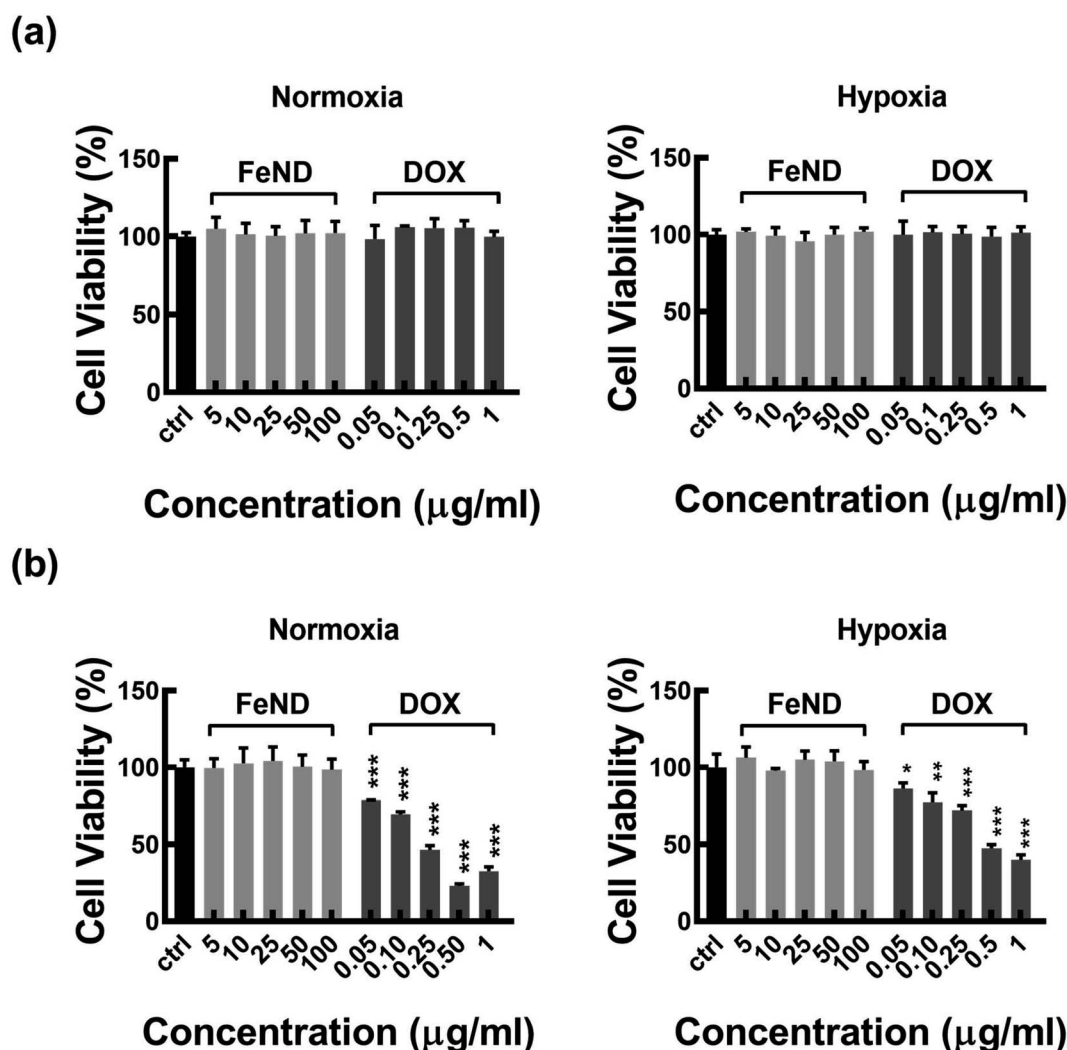 (a)
Normoxia
Cell Viability (%)
150
100
50
0
FeND
DOX
ctrl
5
10
25
50
100
0.05
0.1
0.25
0.5
1
Concentration (μg/ml)
Hypoxia
Cell Viability (%)
150
100
50
0
FeND
DOX
ctrl
5
10
25
50
100
0.05
0.1
0.25
0.5
1
Concentration (μg/ml)
(b)
Normoxia
Cell Viability (%)
150
100
50
0
FeND
DOX
***
***
***
***
***
ctrl
5
10
25
50
100
0.05
0.10
0.25
0.50
1
Concentration (μg/ml)
Hypoxia
Cell Viability (%)
150
100
50
0
FeND
DOX
*
**
***
***
***
ctrl
5
10
25
50
100
0.05
0.10
0.25
0.5
1
Concentration (μg/ml)